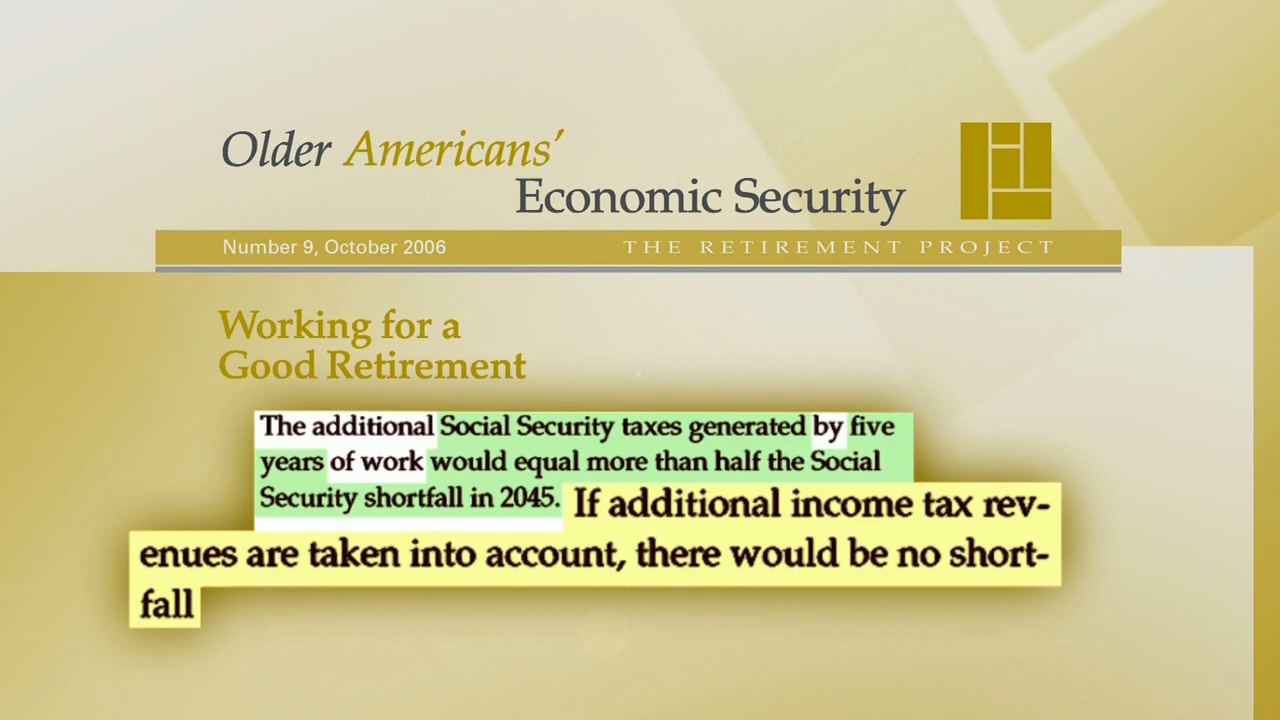 Older Americans’
Economic Security
Number 9, October 2006 THE RETIREMENT PROJECT
Working for a
Good Retirement
The additional Social Security taxes generated by five
years of work would equal more than half the Social
Security shortfall in 2045. If additional income tax rev-
enues are taken into account, there would be no short-
fall